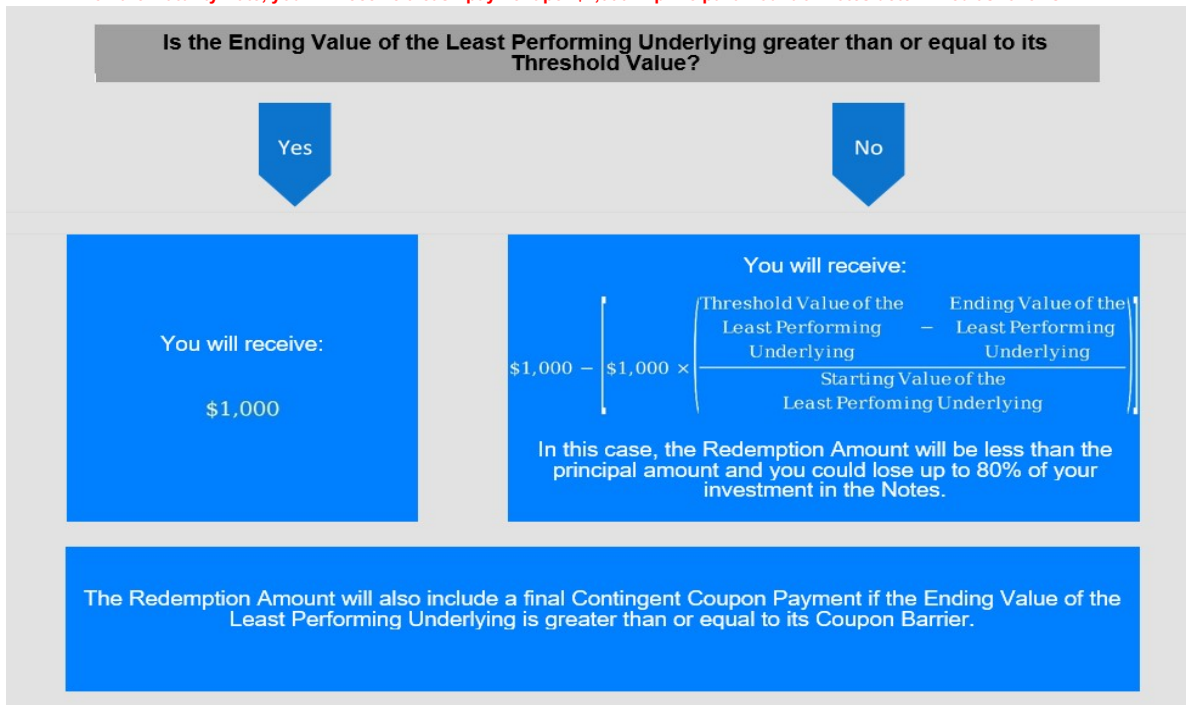 Is the Ending Value of the Least Performing Underlying greater than or equal to its
Threshold Value?
Yes
No
You will receive:
$1,000
You will receive:
$1,000 − [$1,000 × (
Threshold Value of the
Least Performing
Underlying
−
Ending Value of the
Least Performing
Underlying
Starting Value of the
Least Perfoming Underlying
)]
In this case, the Redemption Amount will be less than the
principal amount and you could lose up to 80% of your
investment in the Notes.
The Redemption Amount will also include a final Contingent Coupon Payment if the Ending Value of the
Least Performing Underlying is greater than or equal to its Coupon Barrier.